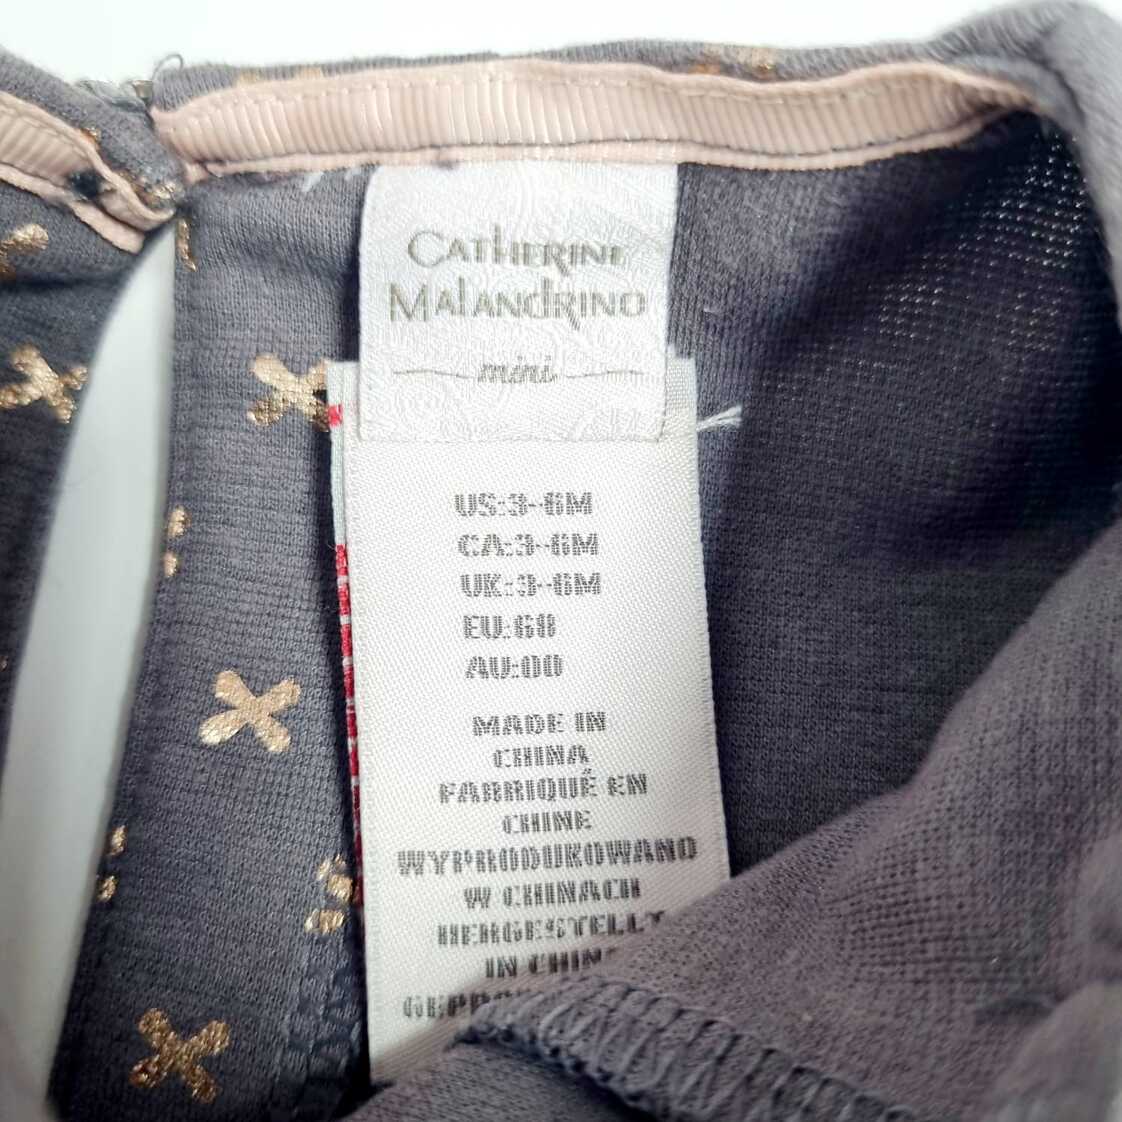 CATHERINE
MALANDRINO
mini
US:3-6M
CA:3-6M
UK:3-6M
EU:68
AU:00
MADE IN
CHINA
FABRIQUÉ EN
CHINE
WYPRODUKOWANO
W CHINACH
HERGESTELLT
IN CHINA